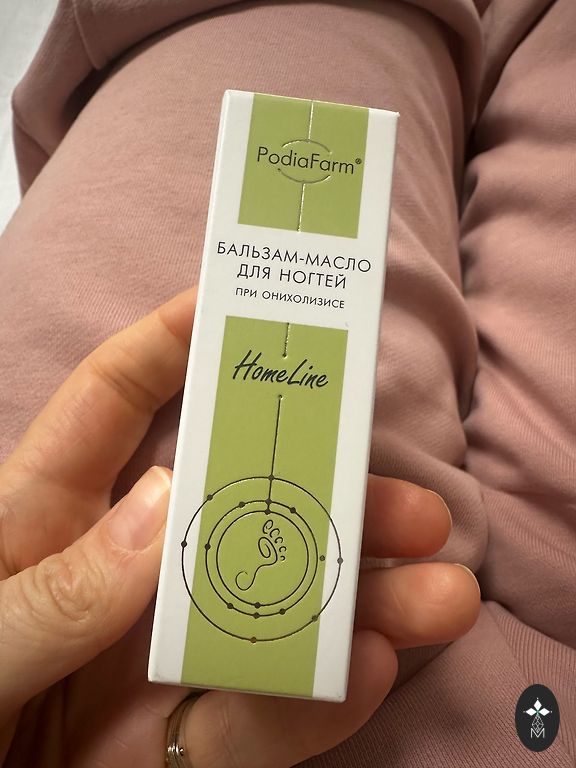 PodiaFarm®
БАЛЬЗАМ-МАСЛО
ДЛЯ НОГТЕЙ
ПРИ ОНИХОЛИЗИСЕ
HomeLine
M